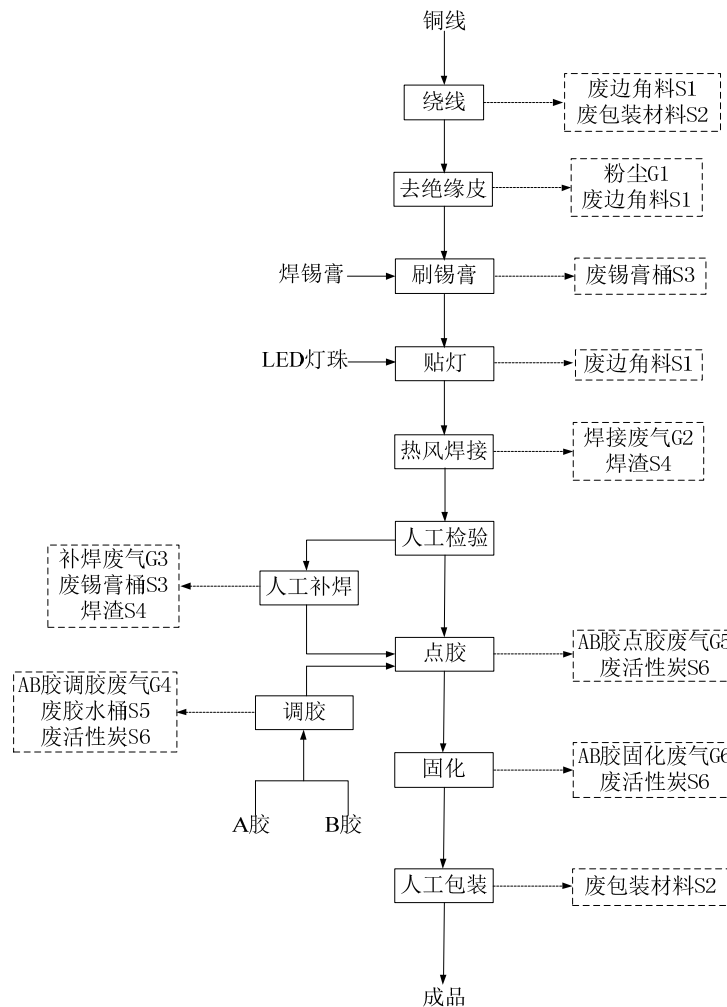 铜线
绕线
废边角料S1
废包装材料S2
去绝缘皮
粉尘G1
废边角料S1
焊锡膏
刷锡膏
废锡膏桶S3
LED灯珠
贴灯
废边角料S1
热风焊接
焊接废气G2
焊渣S4
人工检验
补焊废气G3
废锡膏桶S3
焊渣S4
人工补焊
点胶
AB胶点胶废气G5
废活性炭S6
AB胶调胶废气G4
废胶水桶S5
废活性炭S6
调胶
固化
AB胶固化废气G6
废活性炭S6
A胶
B胶
人工包装
废包装材料S2
成品